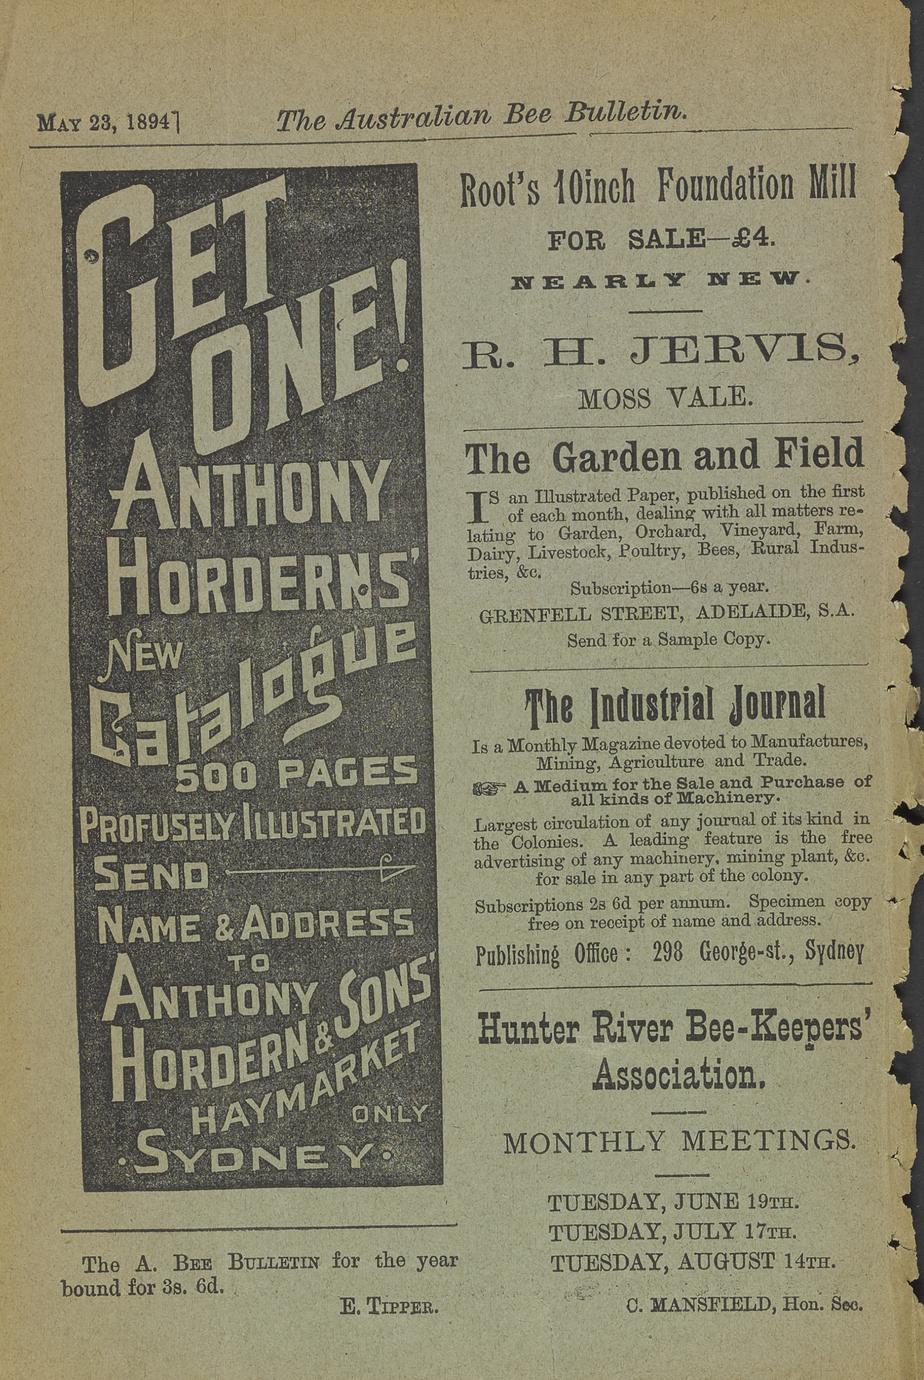 MAY 23, 1894]
The Australian Bee Bulletin.
GET
ONE!
ANTHONY
HORDERNS'
NEW
Catalogue
500 PAGES
PROFUSELY ILLUSTRATED
SEND
NAME & ADDRESS
TO
ANTHONY
HORDERN & SONS'
HAYMARKET
ONLY
·SYDNEY·
The A. BEE BULLETIN for the year
bound for 3s. 6d.
E. TIPPER.
Root's 10inch Foundation Mill
FOR SALE—£4.
NEARLY NEW.
R. H. JERVIS,
MOSS VALE.
The Garden and Field
IS an Illustrated Paper, published on the first
of each month, dealing with all matters re-
lating to Garden, Orchard, Vineyard, Farm,
Dairy, Livestock, Poultry, Bees, Rural Indus-
tries, &c.
Subscription—6s a year.
GRENFELL STREET, ADELAIDE, S.A.
Send for a Sample Copy.
The Industrial Journal
Is a Monthly Magazine devoted to Manufactures,
Mining, Agriculture and Trade.
☞ A Medium for the Sale and Purchase of
all kinds of Machinery.
Largest circulation of any journal of its kind in
the Colonies. A leading feature is the free
advertising of any machinery, mining plant, &c.
for sale in any part of the colony.
Subscriptions 2s 6d per annum. Specimen copy
free on receipt of name and address.
Publishing Office: 298 George-st., Sydney
Hunter River Bee-Keepers'
Association.
MONTHLY MEETINGS.
TUESDAY, JUNE 19TH.
TUESDAY, JULY 17TH.
TUESDAY, AUGUST 14TH.
C. MANSFIELD, Hon. Sec.